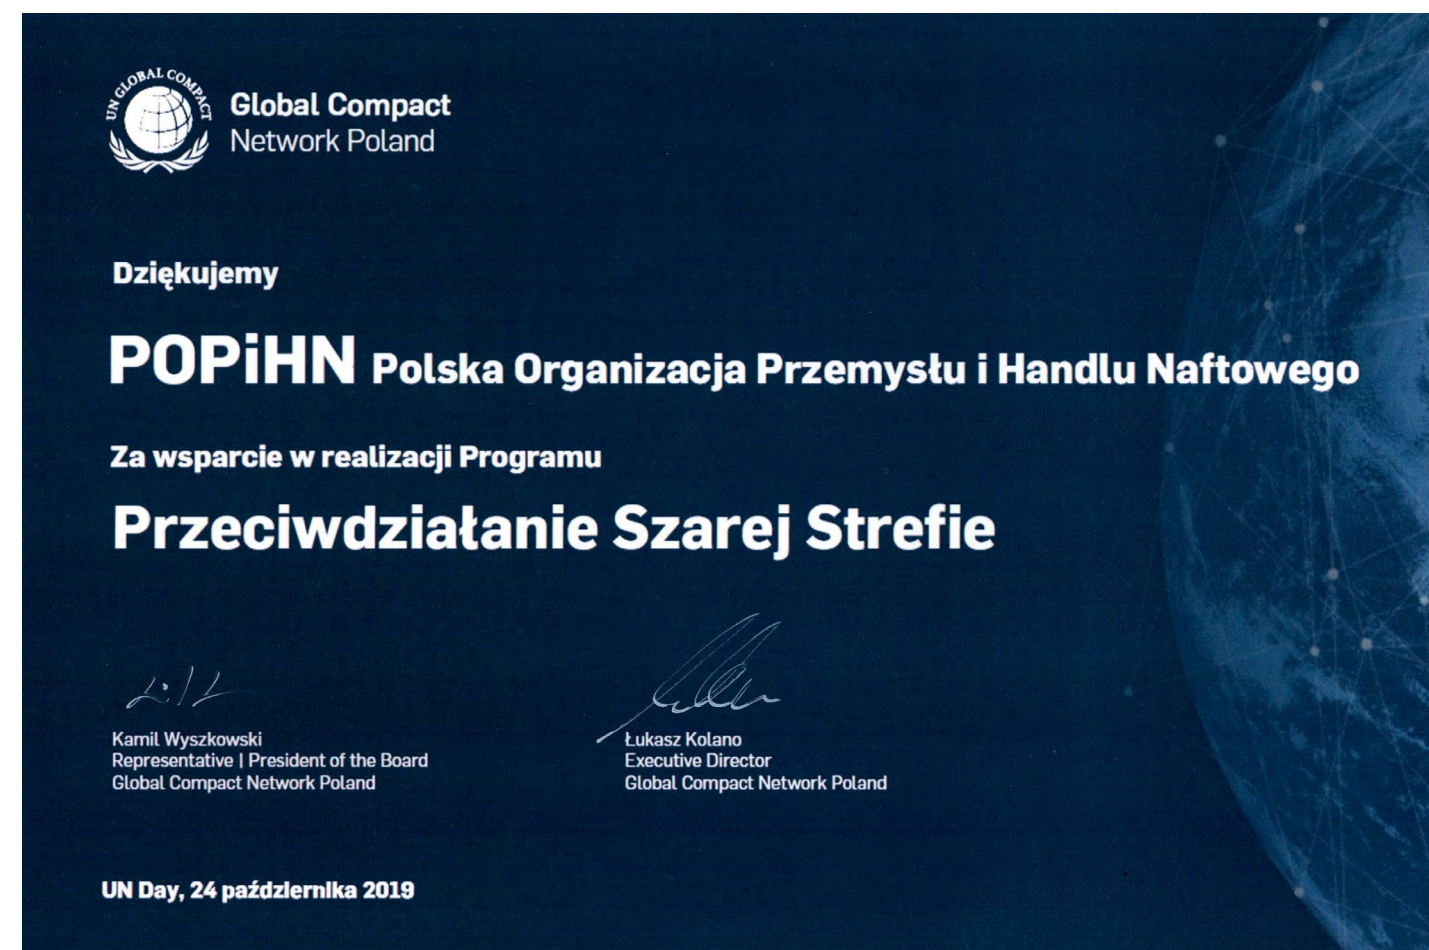 UN GLOBAL COMPACT
Global Compact
Network Poland
Dziękujemy
POPiHN Polska Organizacja Przemysłu i Handlu Naftowego
Za wsparcie w realizacji Programu
Przeciwdziałanie Szarej Strefie
Kamil Wyszkowski
Representative | President of the Board
Global Compact Network Poland
Łukasz Kolano
Executive Director
Global Compact Network Poland
UN Day, 24 października 2019